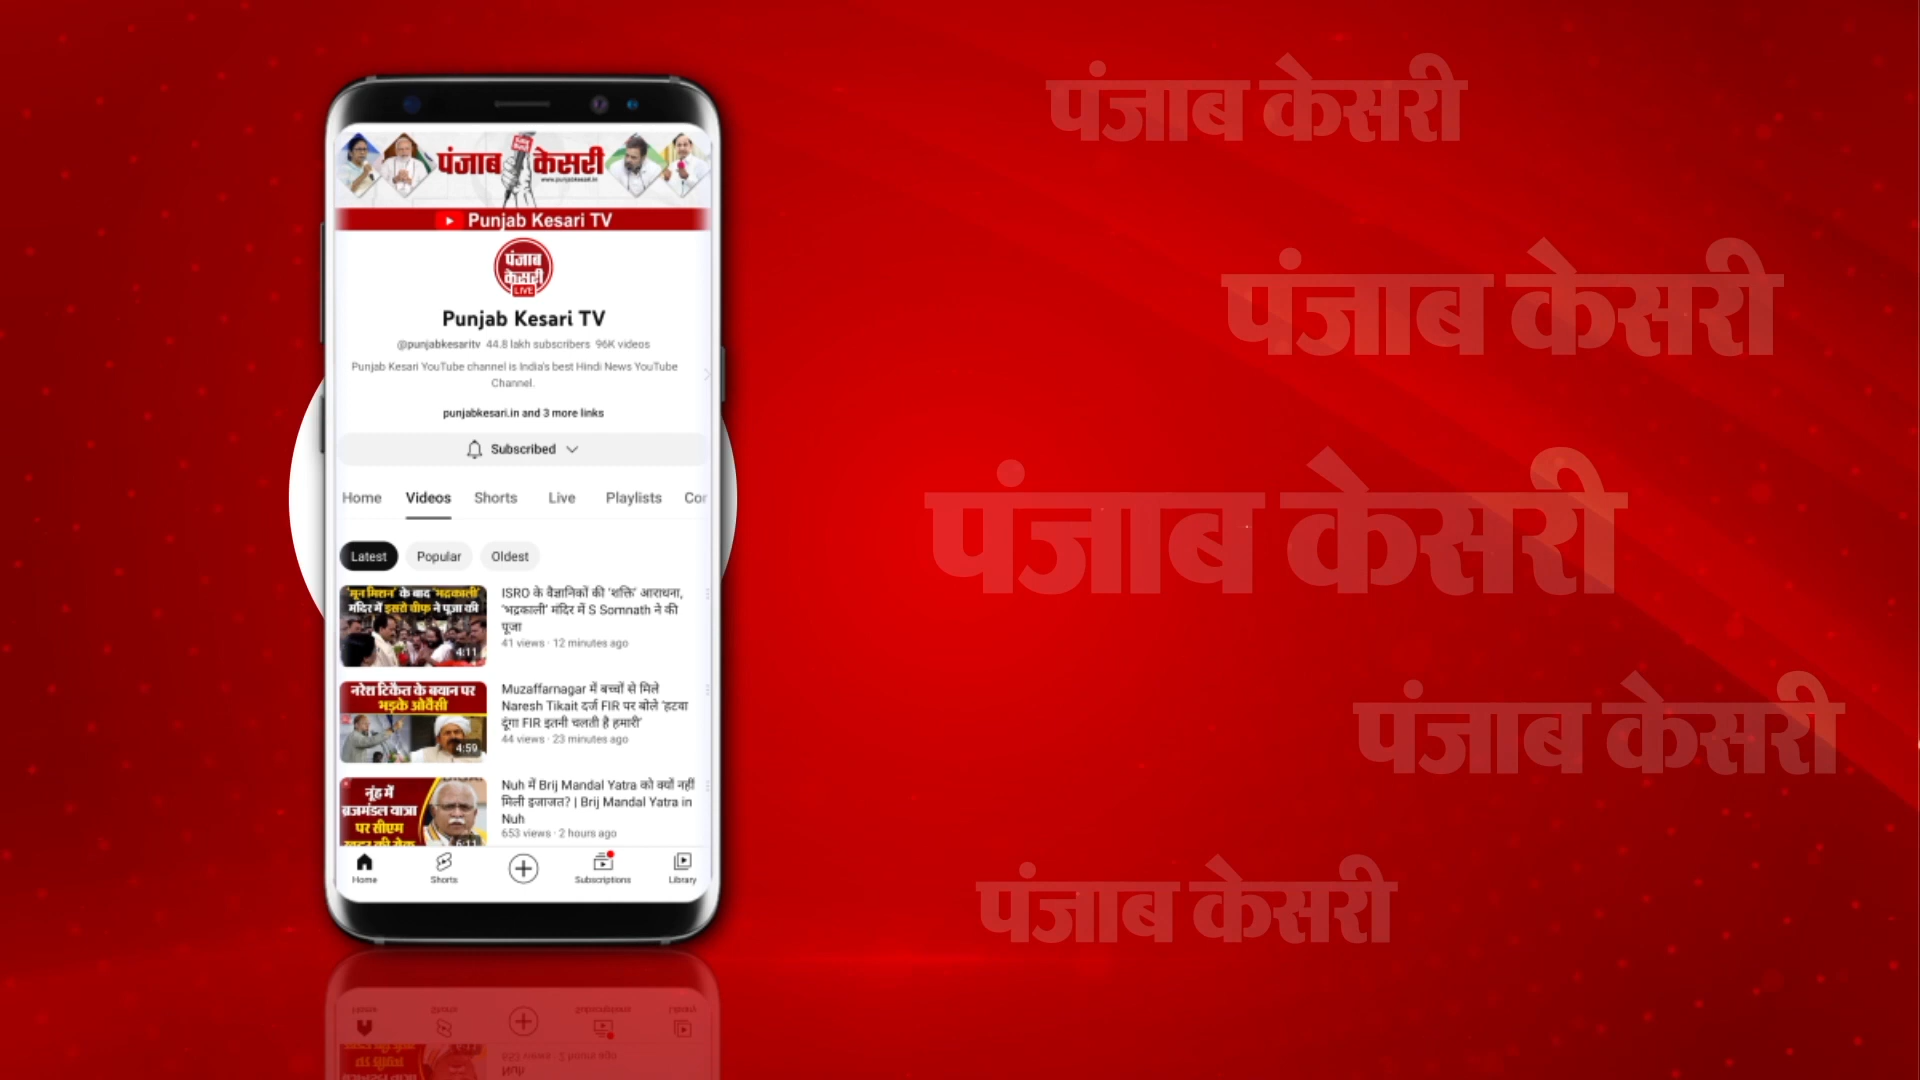 पंजाब केसरी
www.punjabkesari.in
Punjab Kesari TV
पंजाब
केसरी
LIVE
Punjab Kesari TV
@punjabkesaritv 44.8 lakh subscribers 96K videos
Punjab Kesari YouTube channel is India's best Hindi News YouTube
Channel.
punjabkesari.in and 3 more links
Subscribed
Home Videos Shorts Live Playlists Cor
Latest Popular Oldest
'मून मिशन' के बाद 'भद्रकाली'
मंदिर में इसरो चीफ ने पूजा की
4:11
ISRO के वैज्ञानिकों की 'शक्ति' आराधना,
'भद्रकाली' मंदिर में S Somnath ने की
पूजा
41 views · 12 minutes ago
नरेश टिकैत के बयान पर
भड़के ओवैसी
4:59
Muzaffarnagar में बच्चों से मिले
Naresh Tikait दर्ज FIR पर बोले 'हटवा
दूंगा FIR इतनी चलती है हमारी'
44 views · 23 minutes ago
नूंह में
ब्रजमंडल यात्रा
पर सीएम
6:11
Nuh में Brij Mandal Yatra को क्यों नहीं
मिली इजाजत? | Brij Mandal Yatra in
Nuh
653 views · 2 hours ago
Home Shorts Subscriptions Library
पंजाब केसरी
पंजाब केसरी
पंजाब केसरी
पंजाब केसरी
पंजाब केसरी